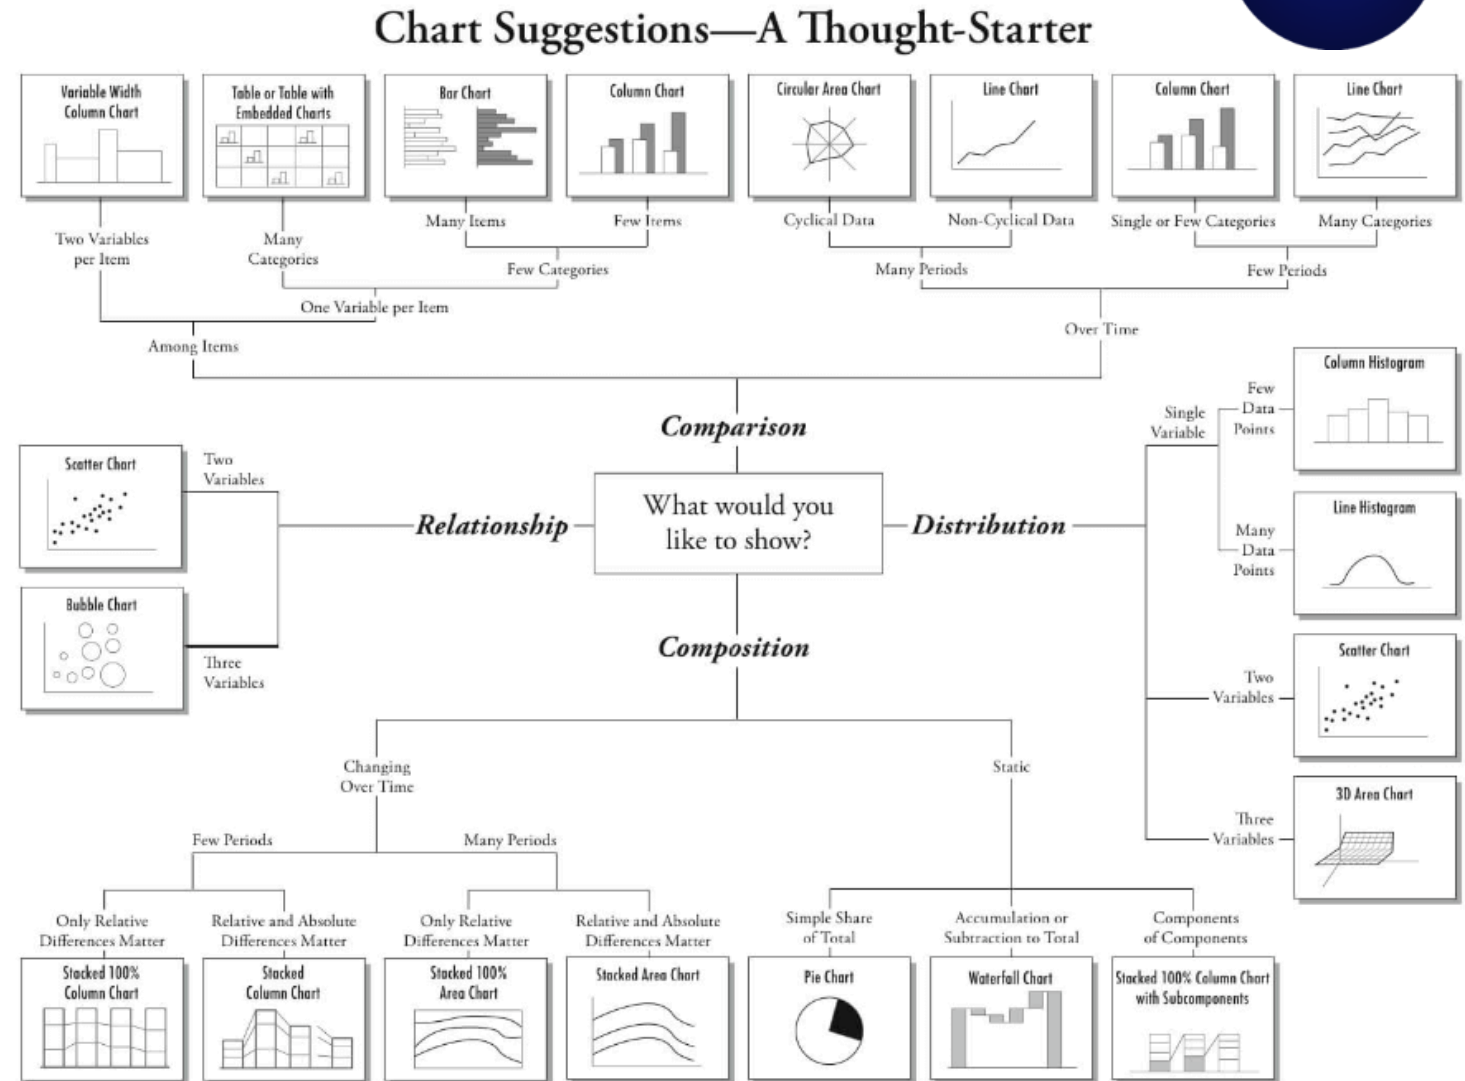 Chart Suggestions—A Thought-Starter
Variable Width
Column Chart
Table or Table with
Embedded Charts
Bar Chart
Column Chart
Circular Area Chart
Line Chart
Column Chart
Line Chart
Two Variables
per Item
Many
Categories
Many Items
Few Items
Cyclical Data
Non-Cyclical Data
Single or Few Categories
Many Categories
Few Categories
Many Periods
Few Periods
One Variable per Item
Over Time
Among Items
Comparison
What would you
like to show?
Relationship
Two
Variables
Scatter Chart
Three
Variables
Bubble Chart
Distribution
Single
Variable
Few
Data
Points
Column Histogram
Many
Data
Points
Line Histogram
Two
Variables
Scatter Chart
Three
Variables
3D Area Chart
Composition
Changing
Over Time
Static
Few Periods
Many Periods
Only Relative
Differences Matter
Relative and Absolute
Differences Matter
Only Relative
Differences Matter
Relative and Absolute
Differences Matter
Simple Share
of Total
Accumulation or
Subtraction to Total
Components
of Components
Stacked 100%
Column Chart
Stacked
Column Chart
Stacked 100%
Area Chart
Stacked Area Chart
Pie Chart
Waterfall Chart
Stacked 100% Column Chart
with Subcomponents